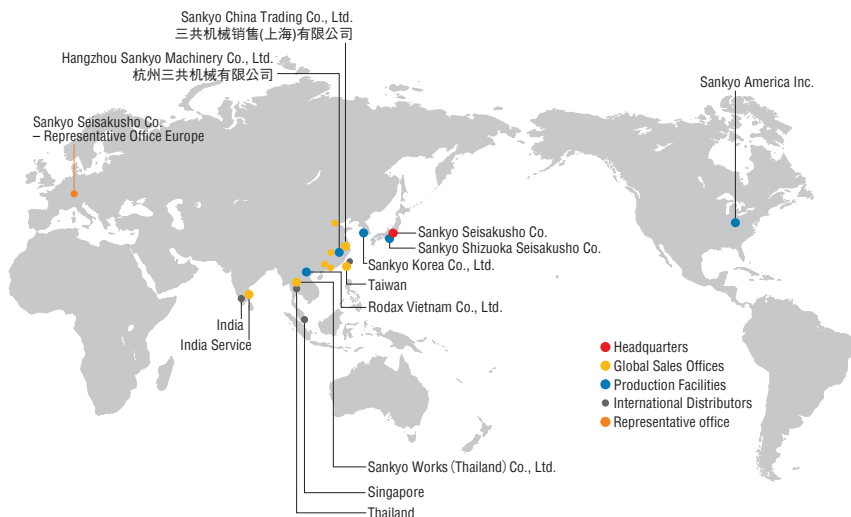 Sankyo China Trading Co., Ltd.
三共机械销售(上海)有限公司
Hangzhou Sankyo Machinery Co., Ltd.
杭州三共机械有限公司
Sankyo America Inc.
Sankyo Seisakusho Co.
– Representative Office Europe
Sankyo Seisakusho Co.
Sankyo Shizuoka Seisakusho Co.
Sankyo Korea Co., Ltd.
Taiwan
Rodax Vietnam Co., Ltd.
India
India Service
Headquarters
Global Sales Offices
Production Facilities
International Distributors
Representative office
Sankyo Works (Thailand) Co., Ltd.
Singapore
Thailand